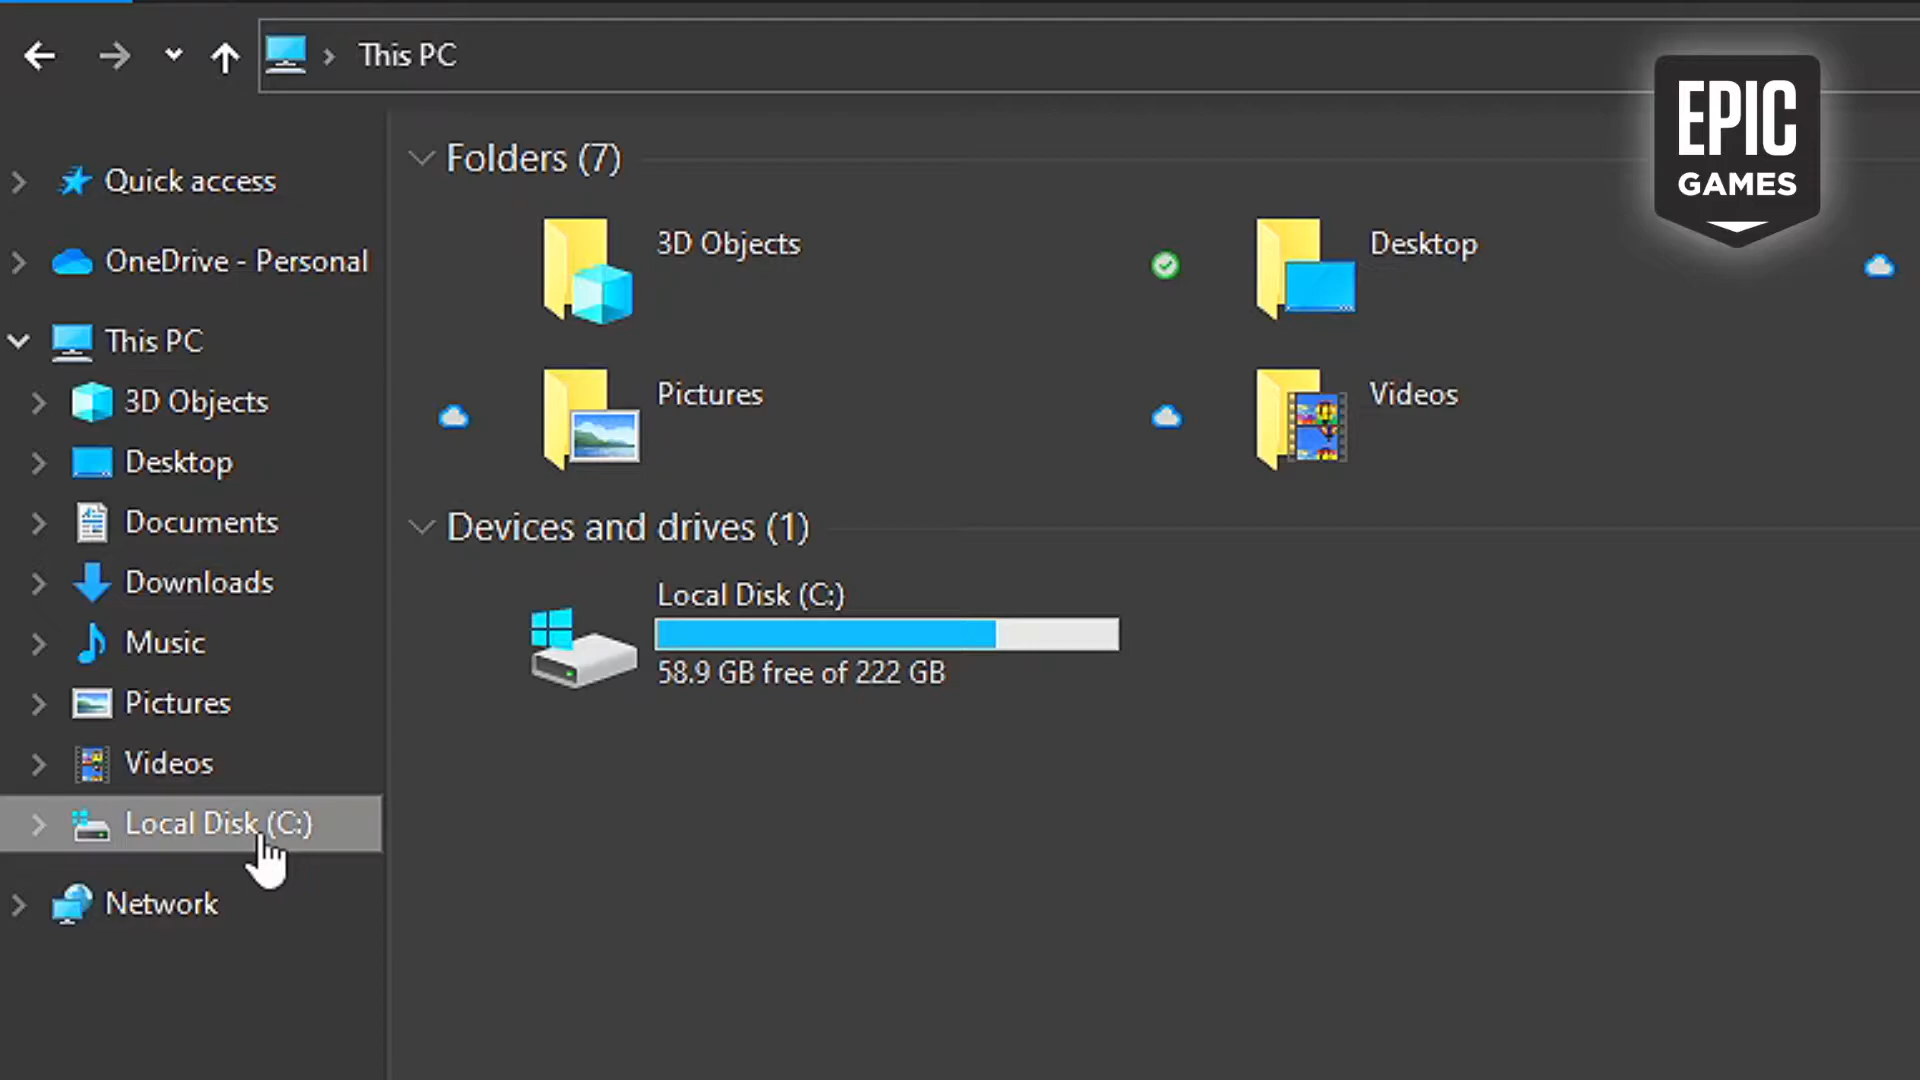 This PC
EPIC
GAMES
Quick access
OneDrive - Personal
This PC
3D Objects
Desktop
Documents
Downloads
Music
Pictures
Videos
Local Disk (C:)
Network
Folders (7)
3D Objects
Desktop
Pictures
Videos
Devices and drives (1)
Local Disk (C:)
58.9 GB free of 222 GB